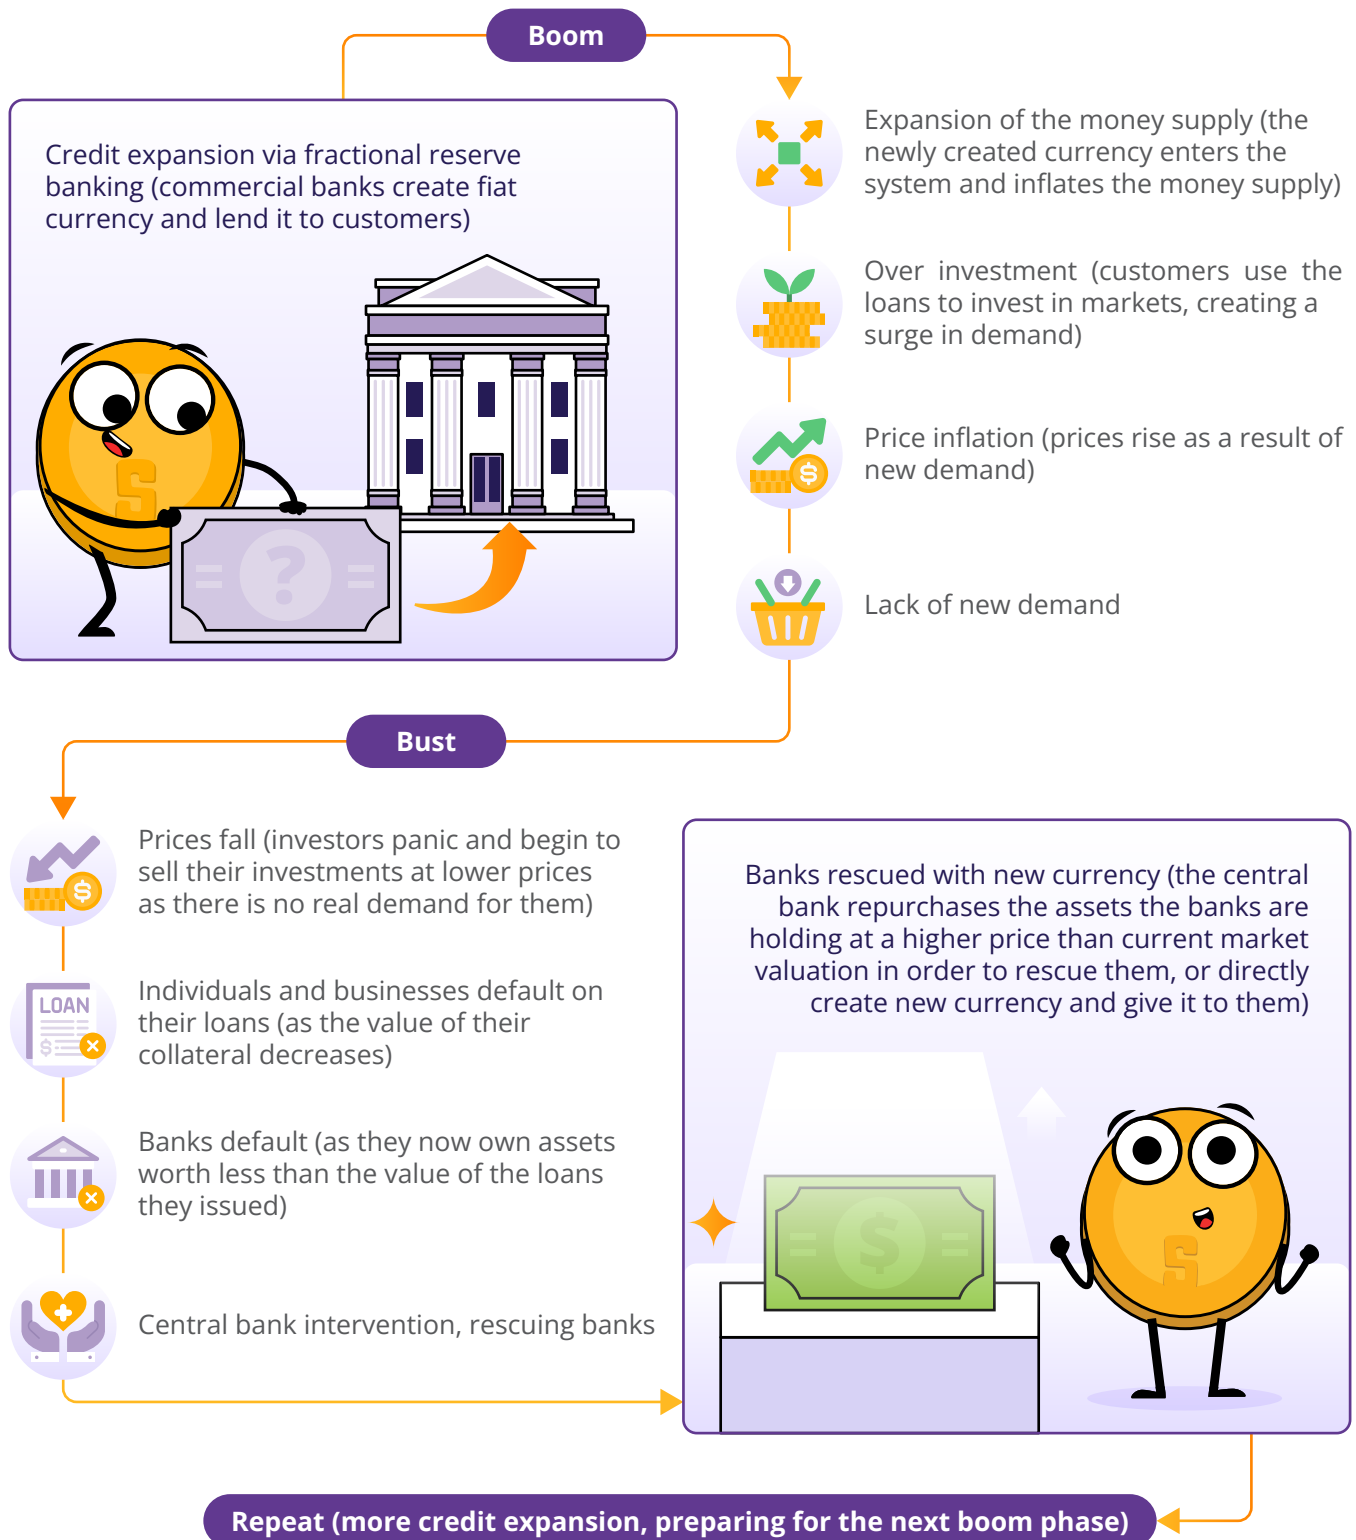 Boom
Credit expansion via fractional reserve
banking (commercial banks create fiat
currency and lend it to customers)
S
?
Expansion of the money supply (the
newly created currency enters the
system and inflates the money supply)
Over investment (customers use the
loans to invest in markets, creating a
surge in demand)
$
Price inflation (prices rise as a result of
new demand)
Lack of new demand
Bust
$
Prices fall (investors panic and begin to
sell their investments at lower prices
as there is no real demand for them)
LOAN
$
Individuals and businesses default on
their loans (as the value of their
collateral decreases)
Banks default (as they now own assets
worth less than the value of the loans
they issued)
Central bank intervention, rescuing banks
Banks rescued with new currency (the central
bank repurchases the assets the banks are
holding at a higher price than current market
valuation in order to rescue them, or directly
create new currency and give it to them)
$
S
Repeat (more credit expansion, preparing for the next boom phase)